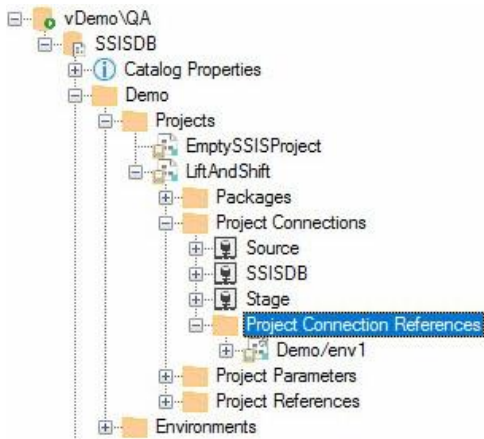 vDemo\QA
SSISDB
Catalog Properties
Demo
Projects
EmptySSISProject
LiftAndShift
Packages
Project Connections
Source
SSISDB
Stage
Project Connection References
Demo/env1
Project Parameters
Project References
Environments